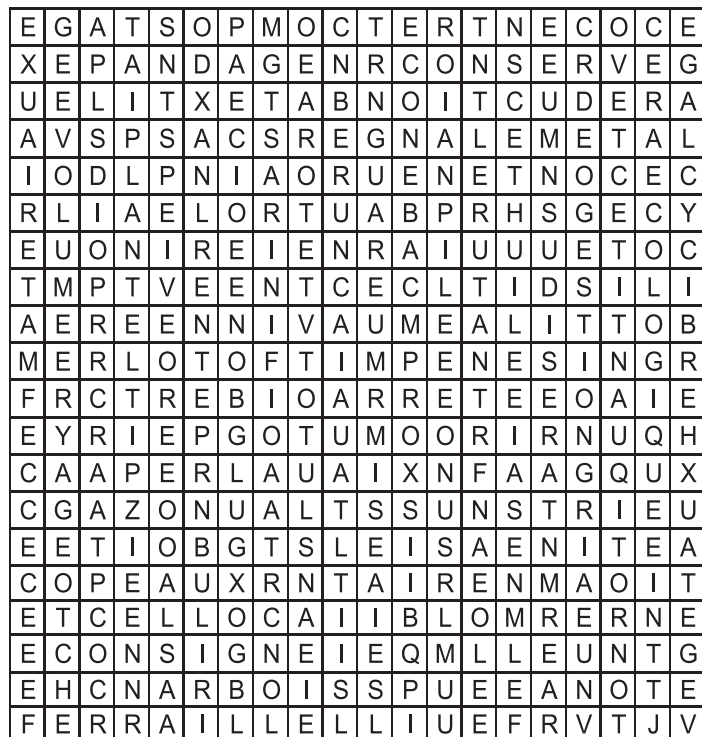 E G A T S O P M O C T E R T N E C O C E
X E P A N D A G E N R C O N S E R V E G
U E L I T X E T A B N O I T C U D E R A
A V S P S A C S R E G N A L E M E T A L
I O D L P N I A O R U E N E T N O C E C
R L I A E L O R T U A B P R H S G E C Y
E U O N I R E I E N R A I U U U E T O C
T M P T V E E N T C E C L T I D S I L I
A E R E E N N I V A U M E A L I T T O B
M E R L O T O F T I M P E N E S I N G R
F R C T R E B I O A R R E T E E O A I E
E Y R I E P G O T U M O O R I R N U Q H
C A A P E R L A U A I X N F A A G Q U X
C G A Z O N U A L T S S U N S T R I E U
E E T I O B G T S L E I S A E N I T E A
C O P E A U X R N T A I R E N M A O I T
E T C E L L O C A I I B L O M R E R N E
E C O N S I G N E I E Q M L L E U N T G
E H C N A R B O I S S P U E E A N O T E
F E R R A I L L E L L I U E F R V T J V